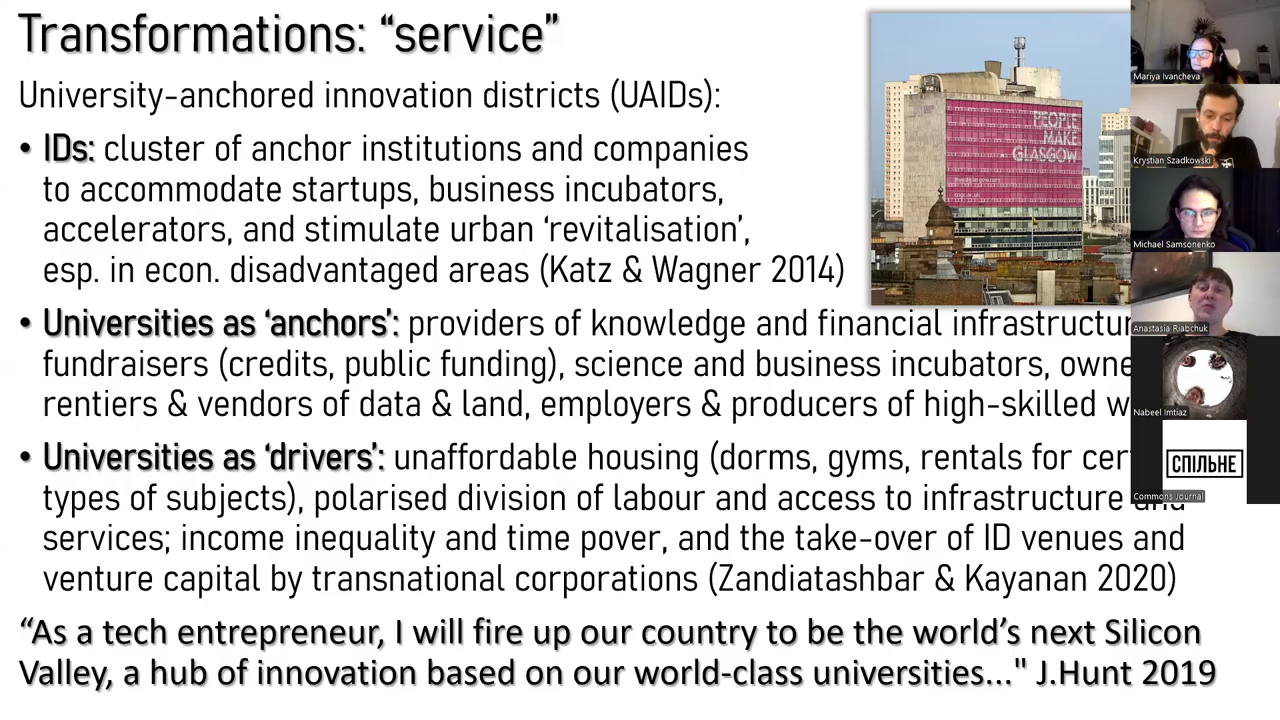 Transformations: “service”
University-anchored innovation districts (UAIDs):
• IDs: cluster of anchor institutions and companies
to accommodate startups, business incubators,
accelerators, and stimulate urban ‘revitalisation’,
esp. in econ. disadvantaged areas (Katz & Wagner 2014)
• Universities as ‘anchors’: providers of knowledge and financial
fundraisers (credits, public funding), science and business incubators,
rentiers & vendors of data & land, employers & producers of high-skilled
• Universities as ‘drivers’: unaffordable housing (dorms, gyms, rentals for
types of subjects), polarised division of labour and access to infrastructure and
services; income inequality and time pover, and the take-over of ID venues and
venture capital by transnational corporations (Zandiatashbar & Kayanan 2020)
“As a tech entrepreneur, I will fire up our country to be the world’s next Silicon
Valley, a hub of innovation based on our world-class universities..." J.Hunt 2019
PEOPLE
MAKE
GLASGOW
Mariya Ivancheva
Krystian Szadkowski
Michael Samsonenko
Anastasia Riabchuk
Nabeel Imtiaz
СПІЛЬНЕ
Commons Journal